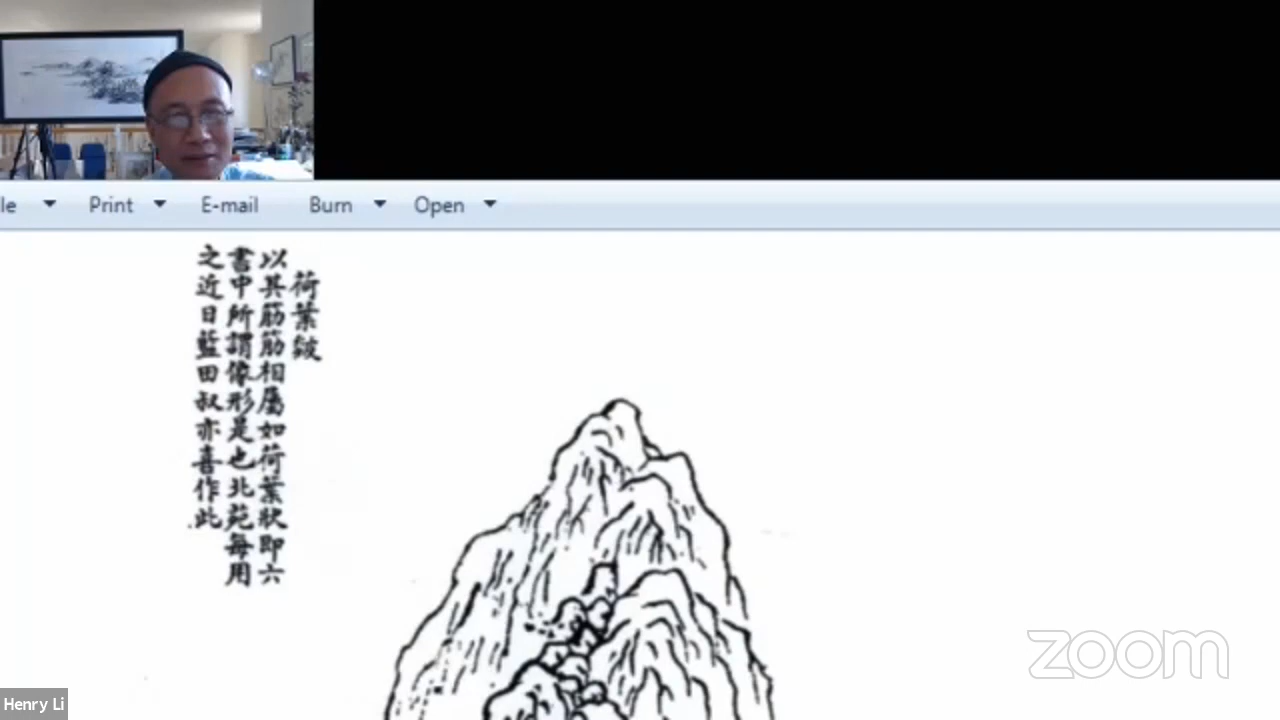 le Print E-mail Burn Open
荷葉皴
以其筋筋相屬如荷葉狀即六
書中所謂像形是也北苑每用
之近日藍田叔亦喜作此
zoom
Henry Li